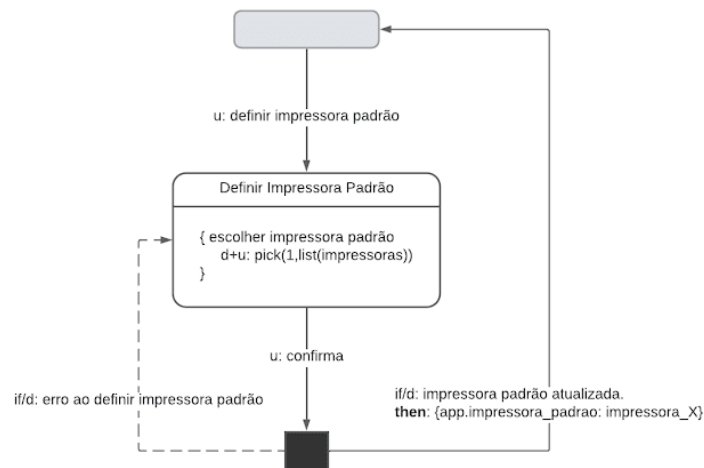 u: definir impressora padrão
Definir Impressora Padrão
{ escolher impressora padrão
d+u: pick(1,list(impressoras))
}
u: confirma
if/d: erro ao definir impressora padrão
if/d: impressora padrão atualizada.
then: {app.impressora_padrao: impressora_X}